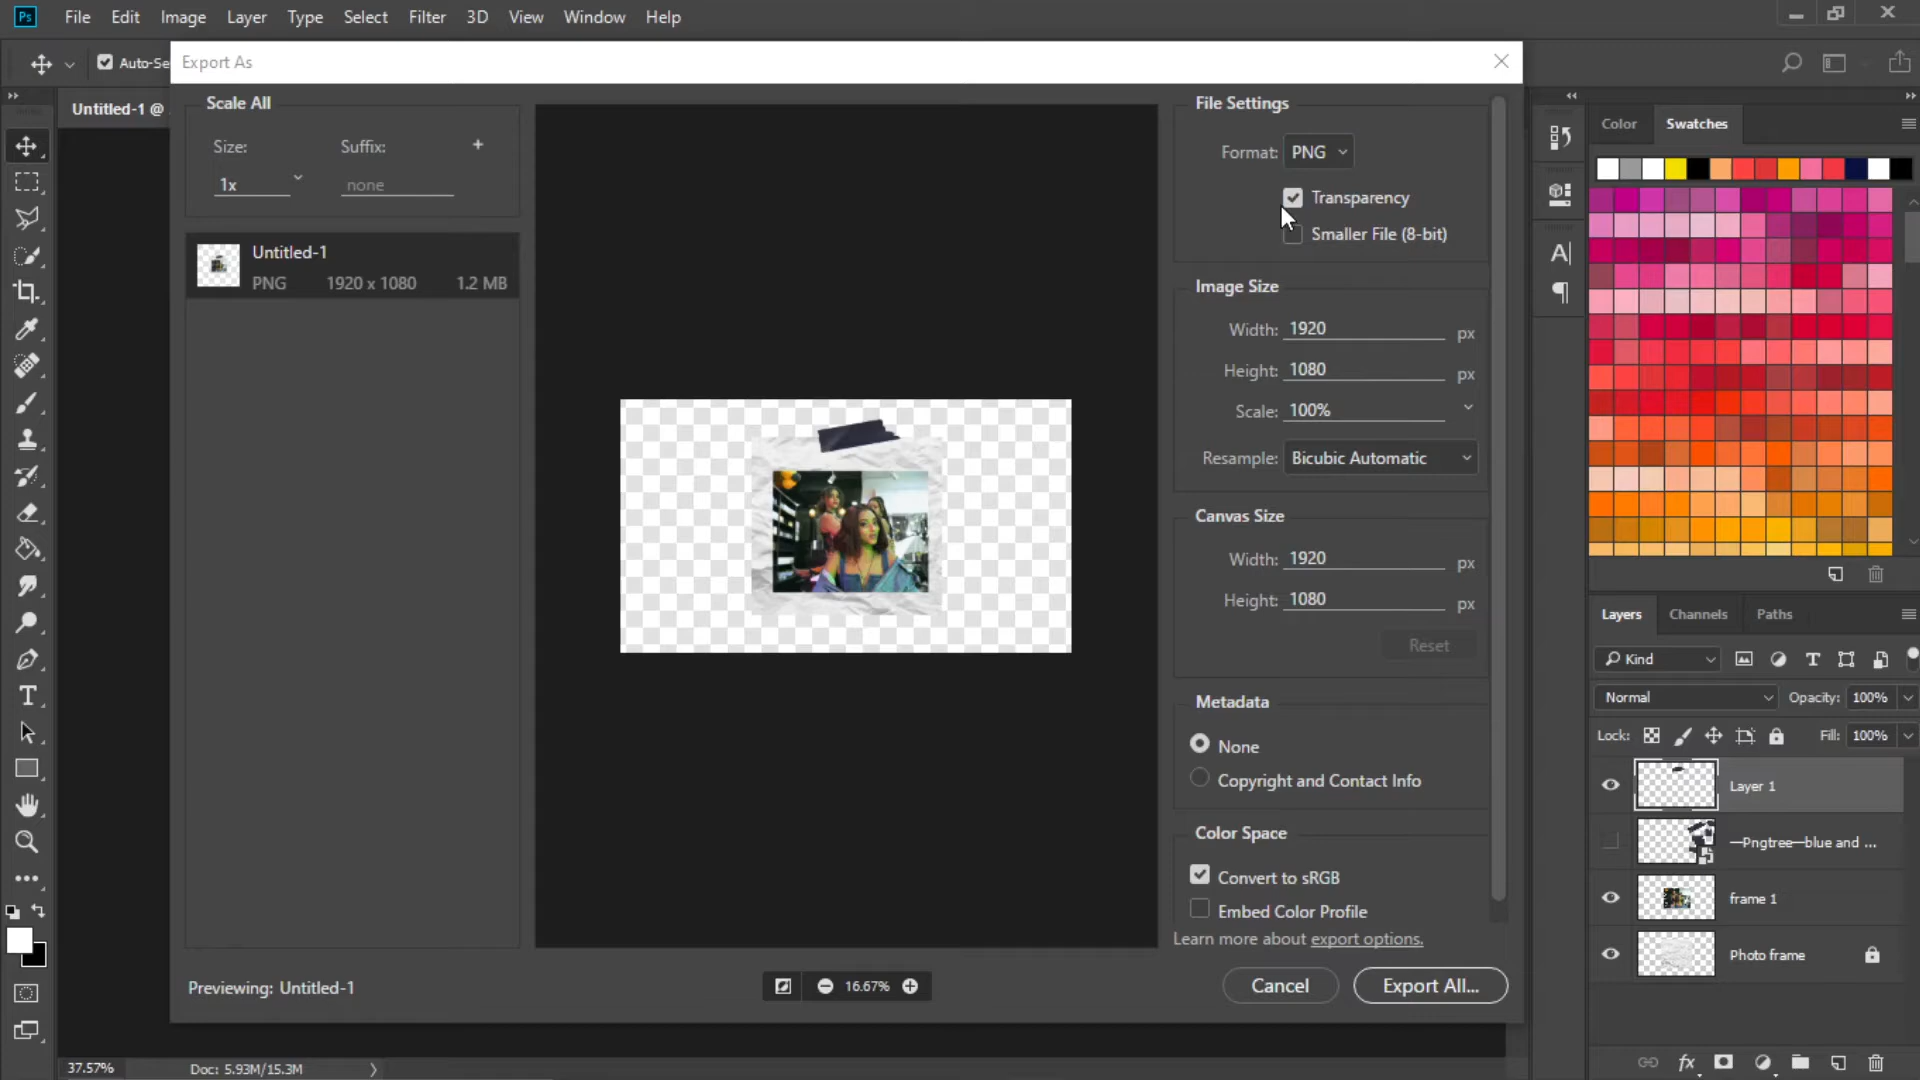 Ps File Edit Image Layer Type Select Filter 3D View Window Help
Auto-Se
Export As
Untitled-1 @
Scale All
Size: Suffix: +
1x none
Untitled-1
PNG 1920 x 1080 1.2 MB
File Settings
Format: PNG
Transparency
Smaller File (8-bit)
Image Size
Width: 1920 px
Height: 1080 px
Scale: 100%
Resample: Bicubic Automatic
Canvas Size
Width: 1920 px
Height: 1080 px
Reset
Metadata
None
Copyright and Contact Info
Color Space
Convert to sRGB
Embed Color Profile
Learn more about export options.
Previewing: Untitled-1
16.67%
Cancel Export All...
Color Swatches
Layers Channels Paths
Kind
Normal Opacity: 100%
Lock: Fill: 100%
Layer 1
—Pngtree—blue and ...
frame 1
Photo frame
fx
37.57% Doc: 5.93M/15.3M